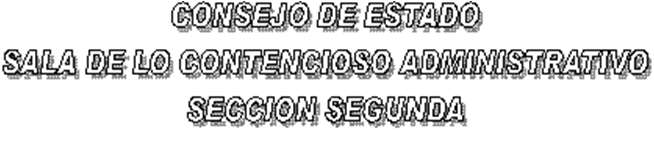 CONSEJO DE ESTADO
SALA DE LO CONTENCIOSO ADMINISTRATIVO
SECCION SEGUNDA